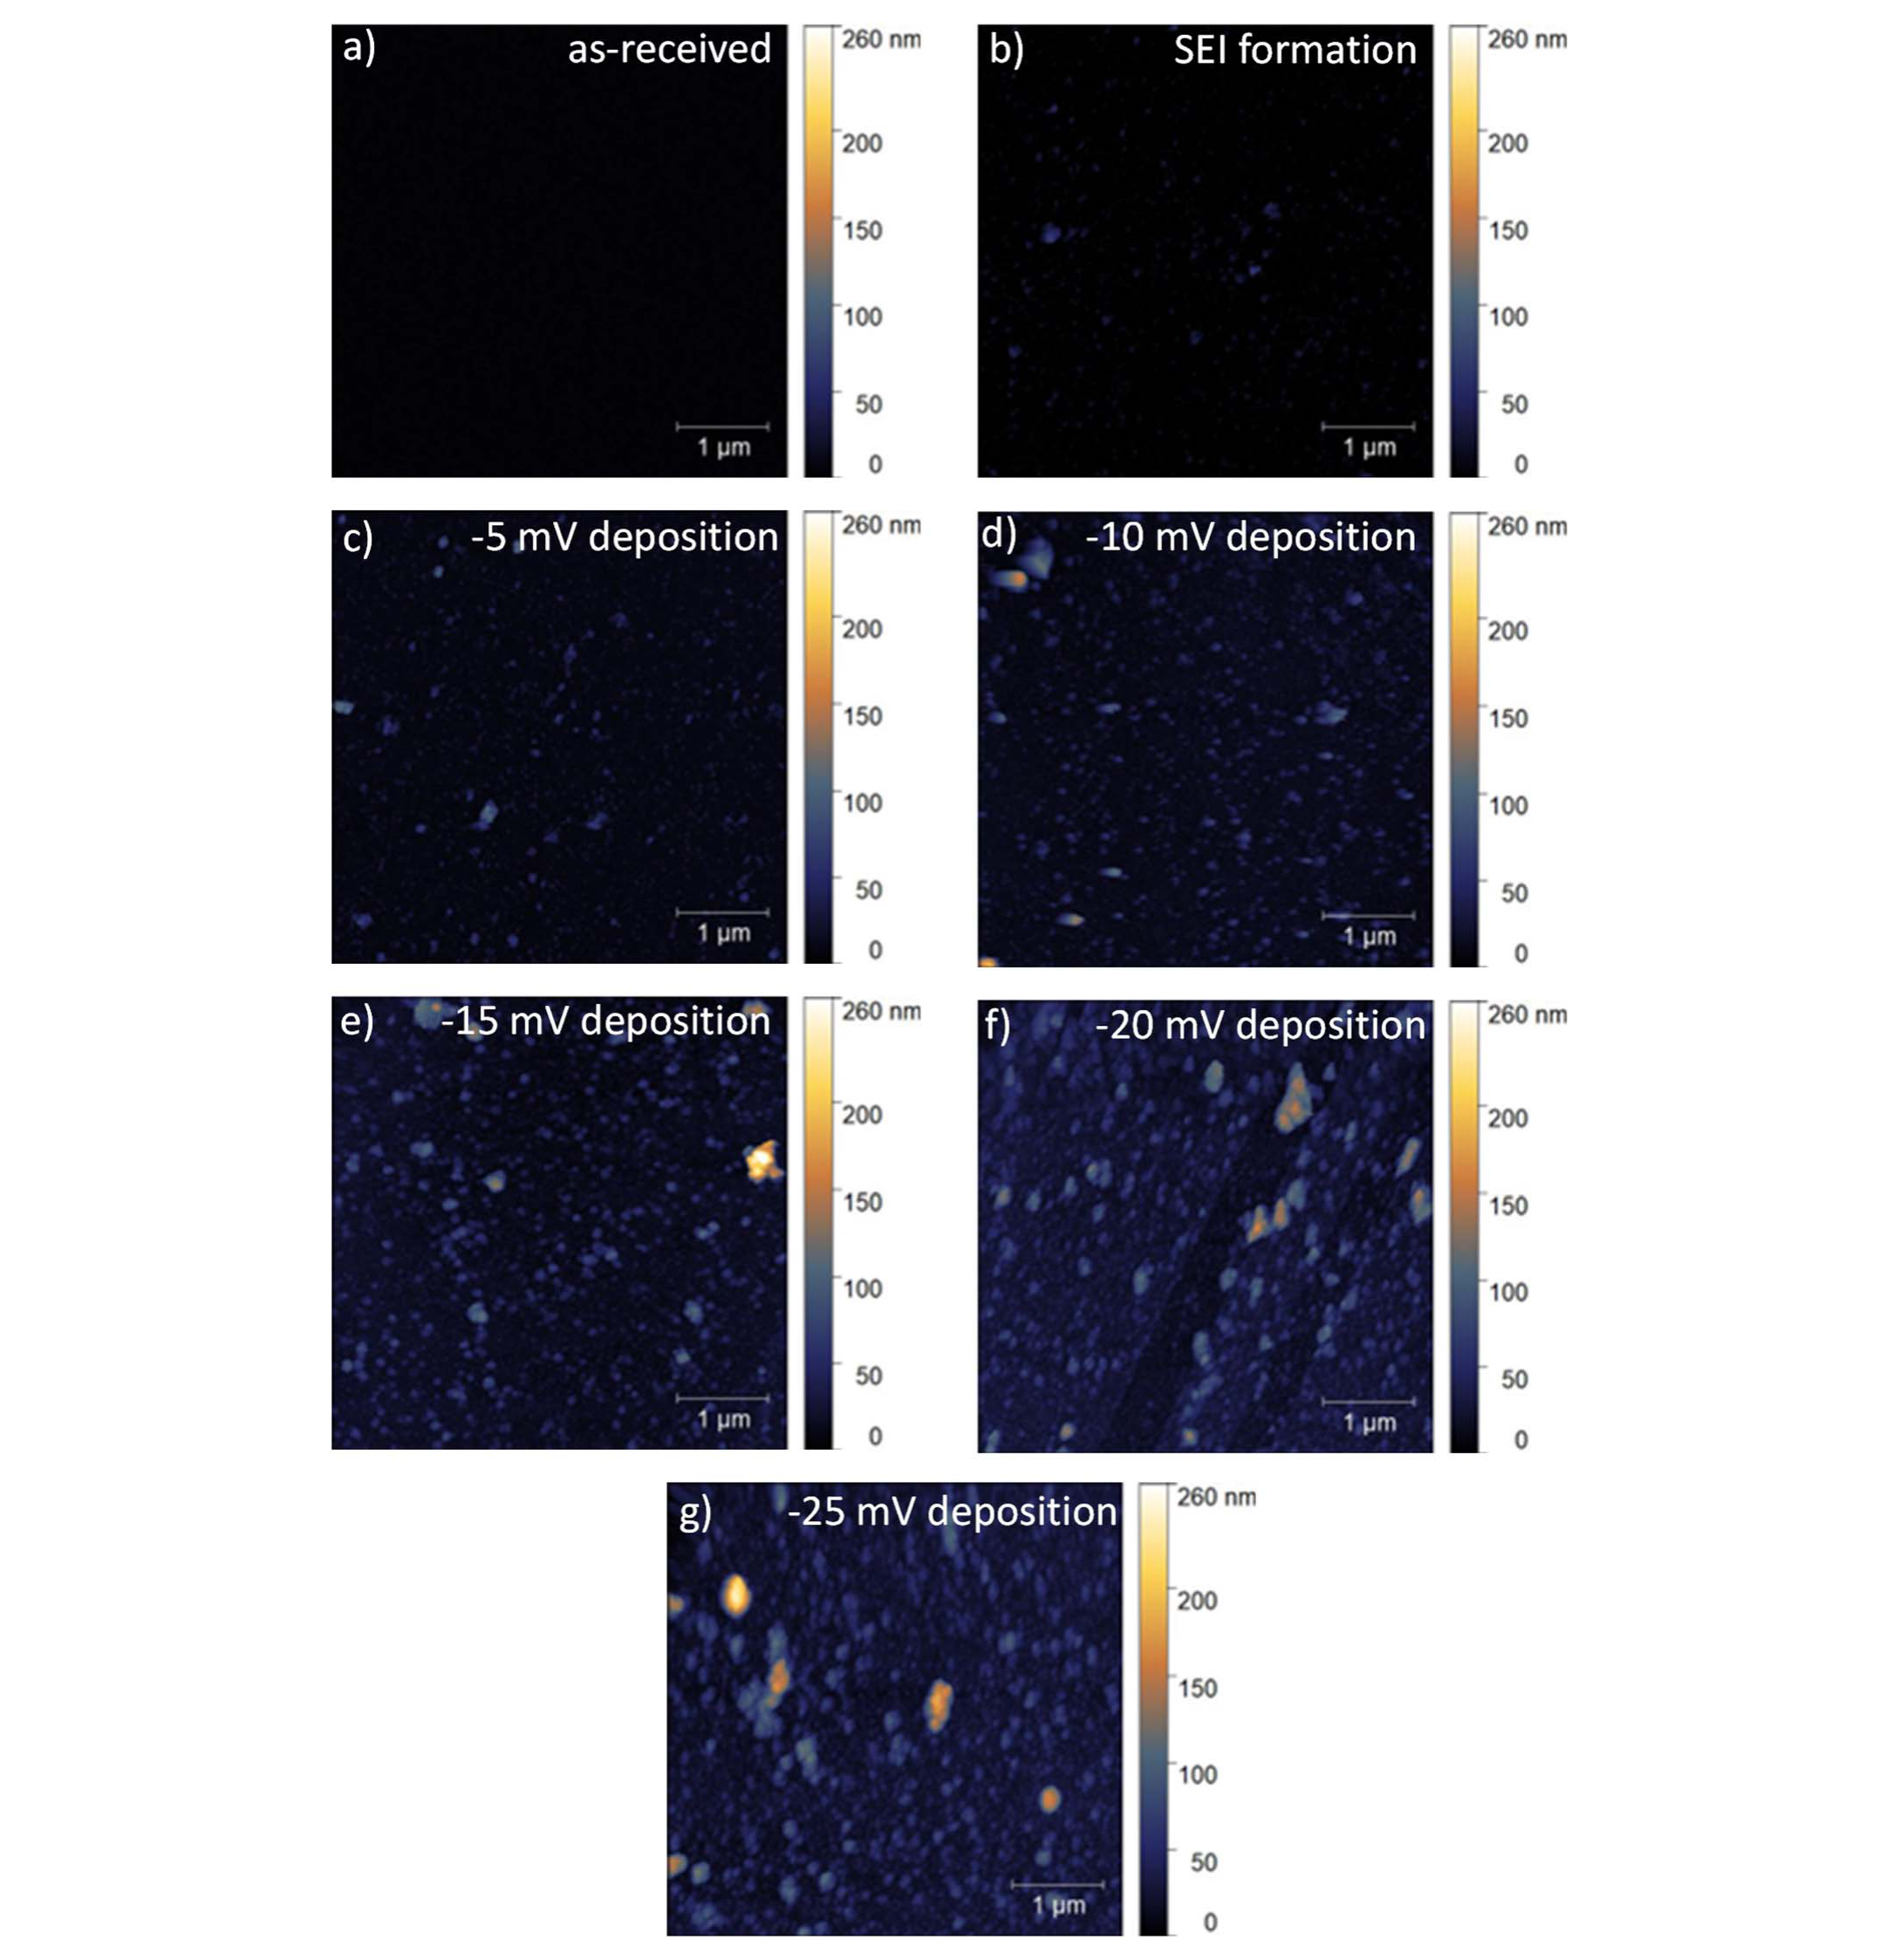 a) as-received
260 nm
200
150
100
50
0
1 µm
b) SEI formation
260 nm
200
150
100
50
0
1 µm
c) -5 mV deposition
260 nm
200
150
100
50
0
1 µm
d) -10 mV deposition
260 nm
200
150
100
50
0
1 µm
e) -15 mV deposition
260 nm
200
150
100
50
0
1 µm
f) -20 mV deposition
260 nm
200
150
100
50
0
1 µm
g) -25 mV deposition
260 nm
200
150
100
50
0
1 µm